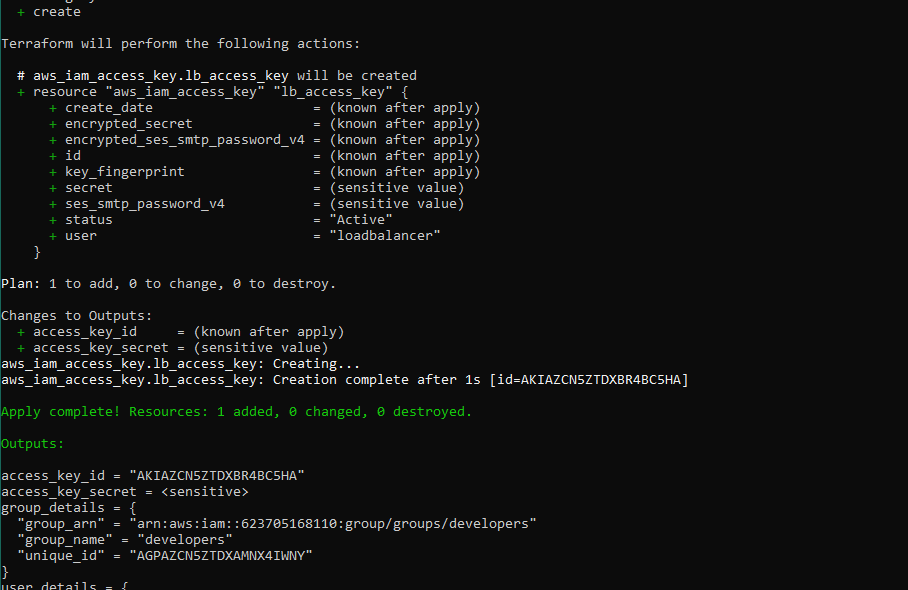 + create
Terraform will perform the following actions:
# aws_iam_access_key.lb_access_key will be created
+ resource "aws_iam_access_key" "lb_access_key" {
+ create_date = (known after apply)
+ encrypted_secret = (known after apply)
+ encrypted_ses_smtp_password_v4 = (known after apply)
+ id = (known after apply)
+ key_fingerprint = (known after apply)
+ secret = (sensitive value)
+ ses_smtp_password_v4 = (sensitive value)
+ status = "Active"
+ user = "loadbalancer"
}
Plan: 1 to add, 0 to change, 0 to destroy.
Changes to Outputs:
+ access_key_id = (known after apply)
+ access_key_secret = (sensitive value)
aws_iam_access_key.lb_access_key: Creating...
aws_iam_access_key.lb_access_key: Creation complete after 1s [id=AKIAZCN5ZTDXBR4BC5HA]
Apply complete! Resources: 1 added, 0 changed, 0 destroyed.
Outputs:
access_key_id = "AKIAZCN5ZTDXBR4BC5HA"
access_key_secret = <sensitive>
group_details = {
"group_arn" = "arn:aws:iam::623705168110:group/groups/developers"
"group_name" = "developers"
"unique_id" = "AGPAZCN5ZTDXAMNX4IWNY"
}
user_details = {